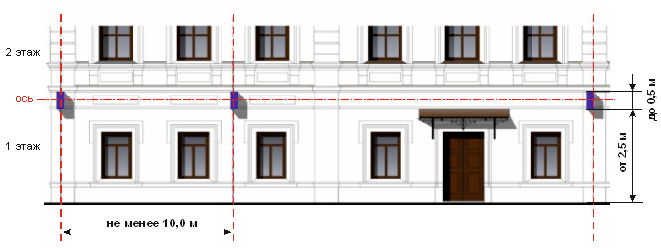 2 этаж
ось
до 0,5 м
1 этаж
от 2,5 м
не менее 10,0 м